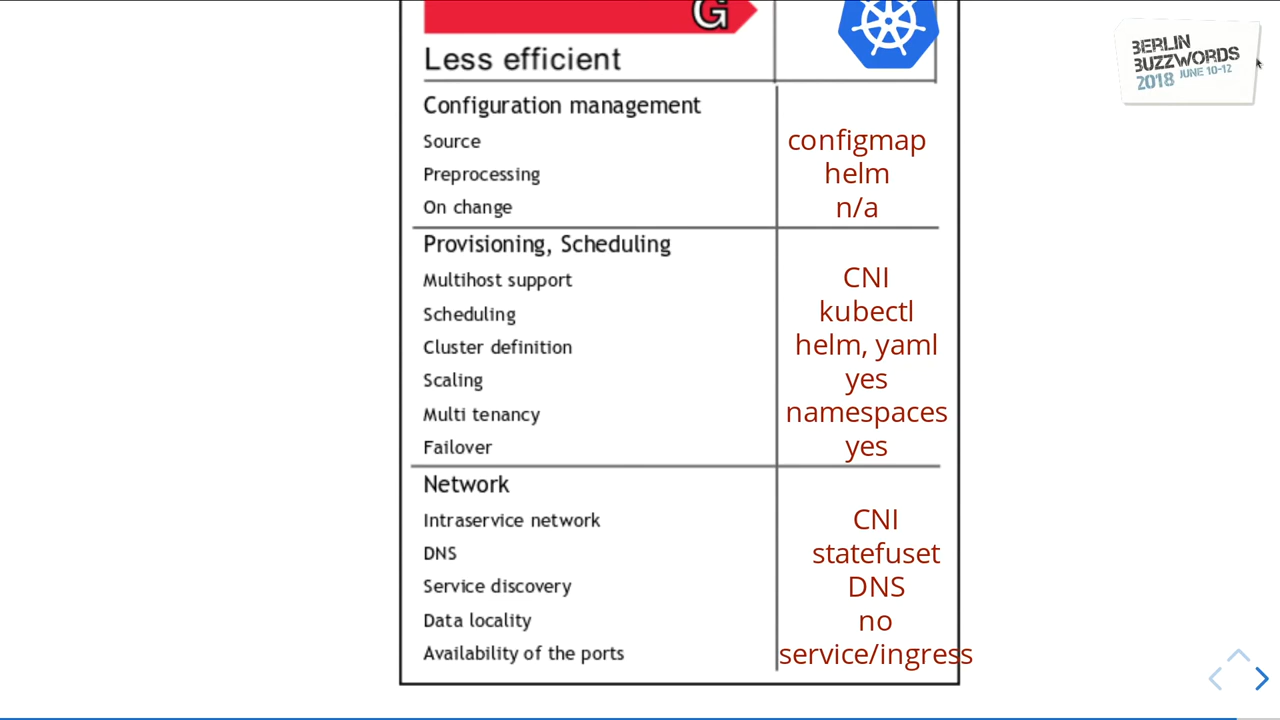 G
Less efficient
BERLIN
BUZZWORDS
2018 JUNE 10-12
Configuration management
Source configmap
Preprocessing helm
On change n/a
Provisioning, Scheduling
Multihost support CNI
Scheduling kubectl
Cluster definition helm, yaml
Scaling yes
Multi tenancy namespaces
Failover yes
Network
Intraservice network CNI
DNS statefuset
Service discovery DNS
Data locality no
Availability of the ports service/ingress